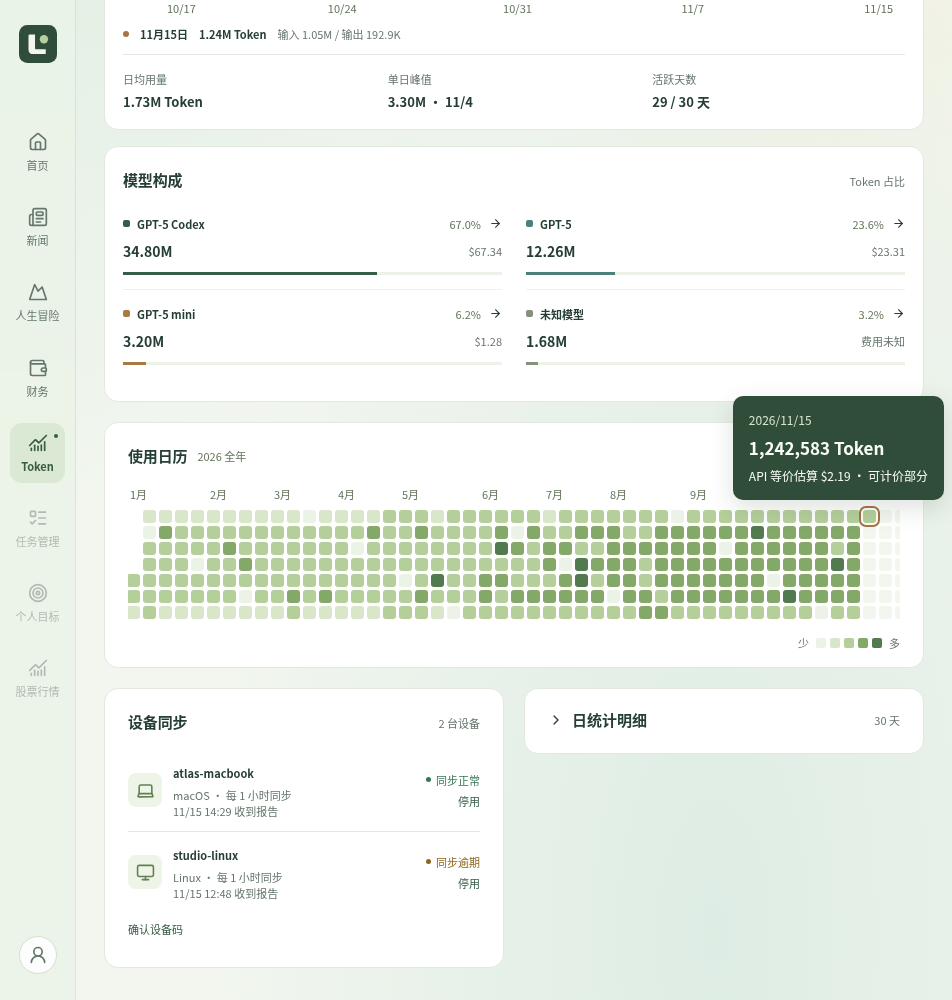 10/17 10/24 10/31 11/7 11/15
11月15日 1.24M Token 输入 1.05M / 输出 192.9K
日均用量 单日峰值 活跃天数
1.73M Token 3.30M · 11/4 29 / 30 天
首页
新闻
人生冒险
财务
Token
任务管理
个人目标
股票行情
模型构成 Token 占比
GPT-5 Codex 67.0% →
34.80M $67.34
GPT-5 23.6% →
12.26M $23.31
GPT-5 mini 6.2% →
3.20M $1.28
未知模型 3.2% →
1.68M 费用未知
2026/11/15
1,242,583 Token
API 等价估算 $2.19 · 可计价部分
使用日历 2026 全年
1月 2月 3月 4月 5月 6月 7月 8月 9月
少 多
设备同步 2 台设备
atlas-macbook
macOS · 每 1 小时同步
11/15 14:29 收到报告
同步正常
停用
studio-linux
Linux · 每 1 小时同步
11/15 12:48 收到报告
同步逾期
停用
确认设备码
日统计明细 30 天